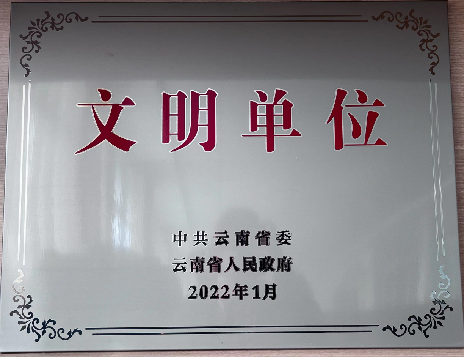 文明单位
中共云南省委
云南省人民政府
2022年1月